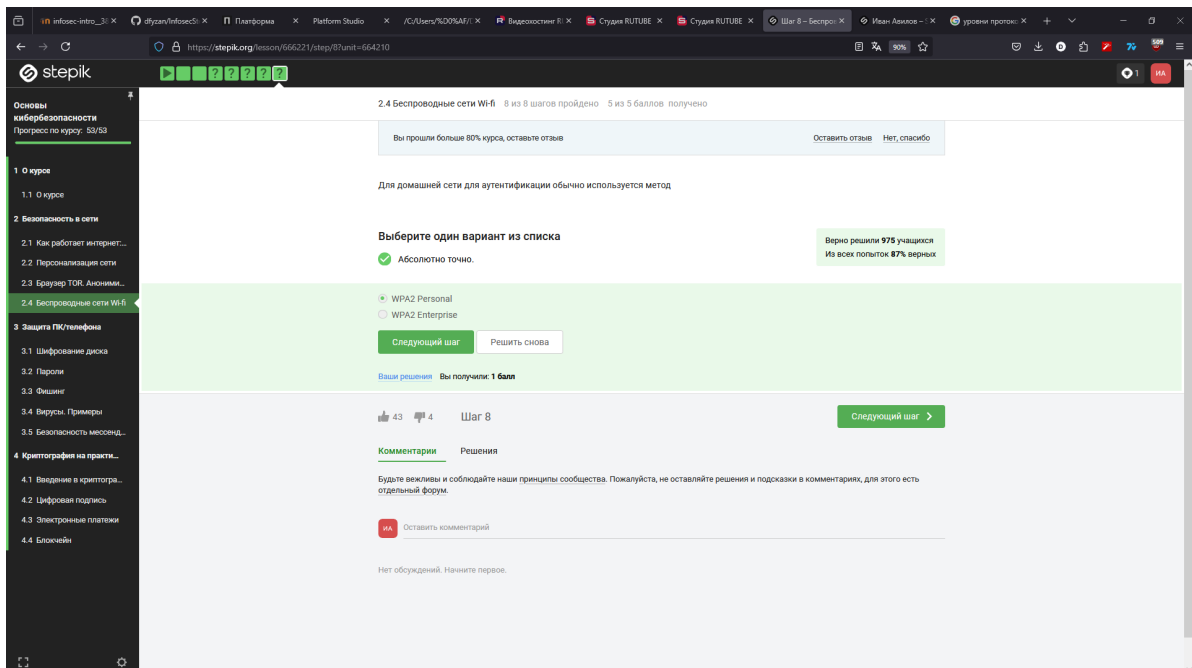 infosec-intro__3
dfyzan/InfosecSt
Платформа
Platform Studio
/C:/Users/%D0%AF/
Видеохостинг R
Студия RUTUBE
Студия RUTUBE
Шаг 8 – Беспро
Иван Авилов –
уровни проток
https://stepik.org/lesson/666221/step/8?unit=664210
90%
509
stepik
1
ИА
Основы
кибербезопасности
Прогресс по курсу: 53/53
1 О курсе
1.1 О курсе
2 Безопасность в сети
2.1 Как работает интернет:...
2.2 Персонализация сети
2.3 Браузер TOR. Аноними...
2.4 Беспроводные сети Wi-fi
3 Защита ПК/телефона
3.1 Шифрование диска
3.2 Пароли
3.3 Фишинг
3.4 Вирусы. Примеры
3.5 Безопасность мессенд...
4 Криптография на практи...
4.1 Введение в криптогра...
4.2 Цифровая подпись
4.3 Электронные платежи
4.4 Блокчейн
2.4 Беспроводные сети Wi-fi 8 из 8 шагов пройдено 5 из 5 баллов получено
Вы прошли больше 80% курса, оставьте отзыв
Оставить отзыв Нет, спасибо
Для домашней сети для аутентификации обычно используется метод
Выберите один вариант из списка
Абсолютно точно.
Верно решили 975 учащихся
Из всех попыток 87% верных
WPA2 Personal
WPA2 Enterprise
Следующий шаг Решить снова
Ваши решения Вы получили: 1 балл
43 4 Шаг 8
Следующий шаг
Комментарии Решения
Будьте вежливы и соблюдайте наши принципы сообщества. Пожалуйста, не оставляйте решения и подсказки в комментариях, для этого есть
отдельный форум.
ИА Оставить комментарий
Нет обсуждений. Начните первое.